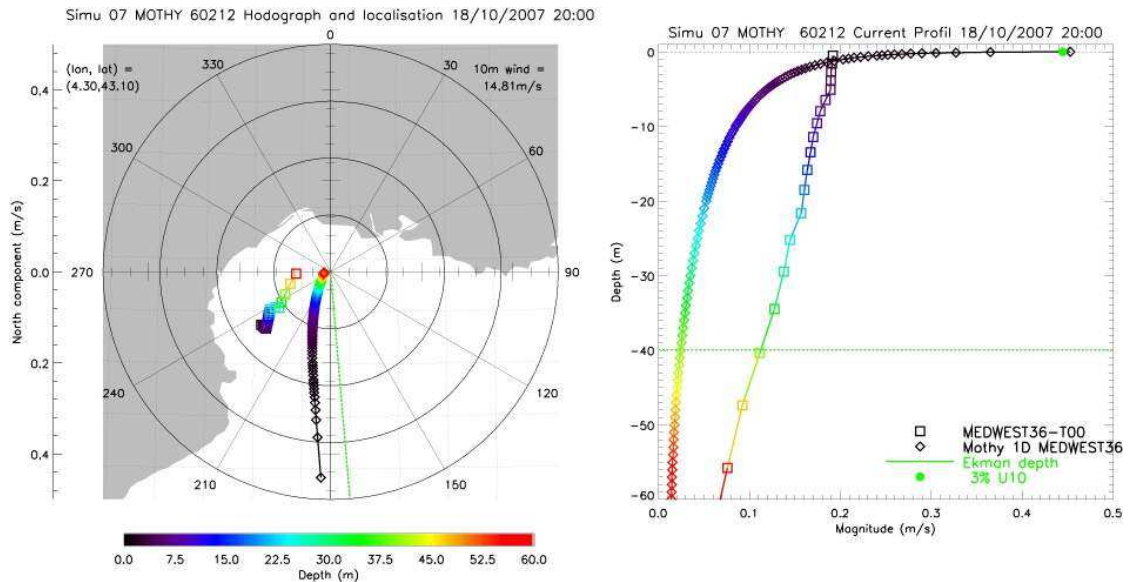 Simu 07 MOTHY 60212 Hodograph and localisation 18/10/2007 20:00
0
330
30
(lon, lat) =
(4.30,43.10)
10m wind =
14.81m/s
300
60
270
90
240
120
210
150
0.4
0.2
0.0
0.2
0.4
North component (m/s)
0.0 7.5 15.0 22.5 30.0 37.5 45.0 52.5 60.0
Depth (m)
Simu 07 MOTHY 60212 Current Profil 18/10/2007 20:00
0
-10
-20
-30
-40
-50
-60
Depth (m)
MEDWEST36-T00
Mothy 1D MEDWEST36
Ekman depth
3% U10
0.0 0.1 0.2 0.3 0.4 0.5
Magnitude (m/s)